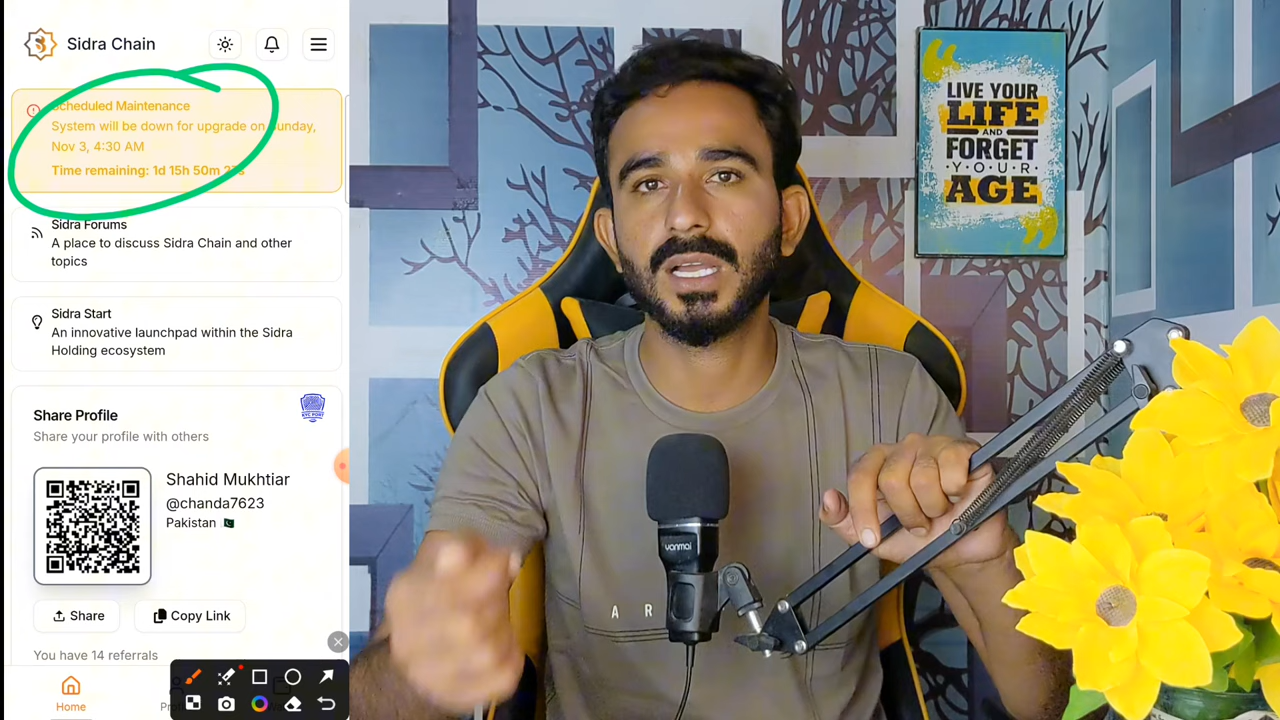 Sidra Chain
Scheduled Maintenance
System will be down for upgrade on Sunday,
Nov 3, 4:30 AM
Time remaining: 1d 15h 50m
Sidra Forums
A place to discuss Sidra Chain and other
topics
Sidra Start
An innovative launchpad within the Sidra
Holding ecosystem
Share Profile
Share your profile with others
KYC PORT
Shahid Mukhtiar
@chanda7623
Pakistan
Share
Copy Link
You have 14 referrals
Home
LIVE YOUR
LIFE
AND
FORGET
YOUR
AGE
vanmai
A R